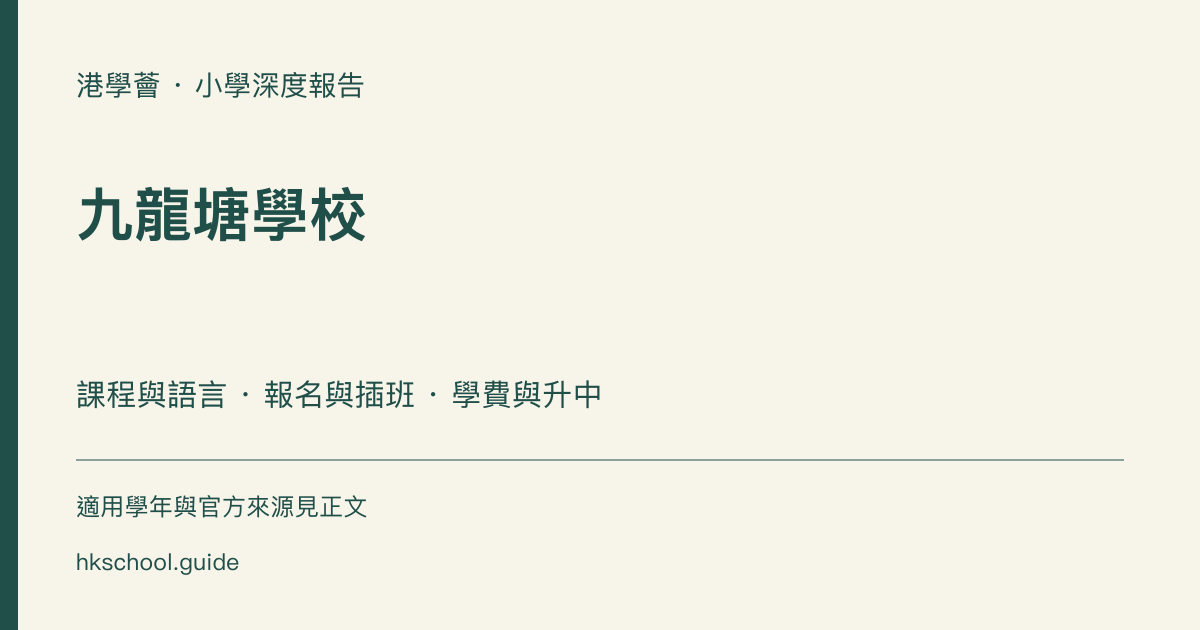 港學薈 · 小學深度報告
九龍塘學校
課程與語言 · 報名與插班 · 學費與升中
適用學年與官方來源見正文
hkschool.guide